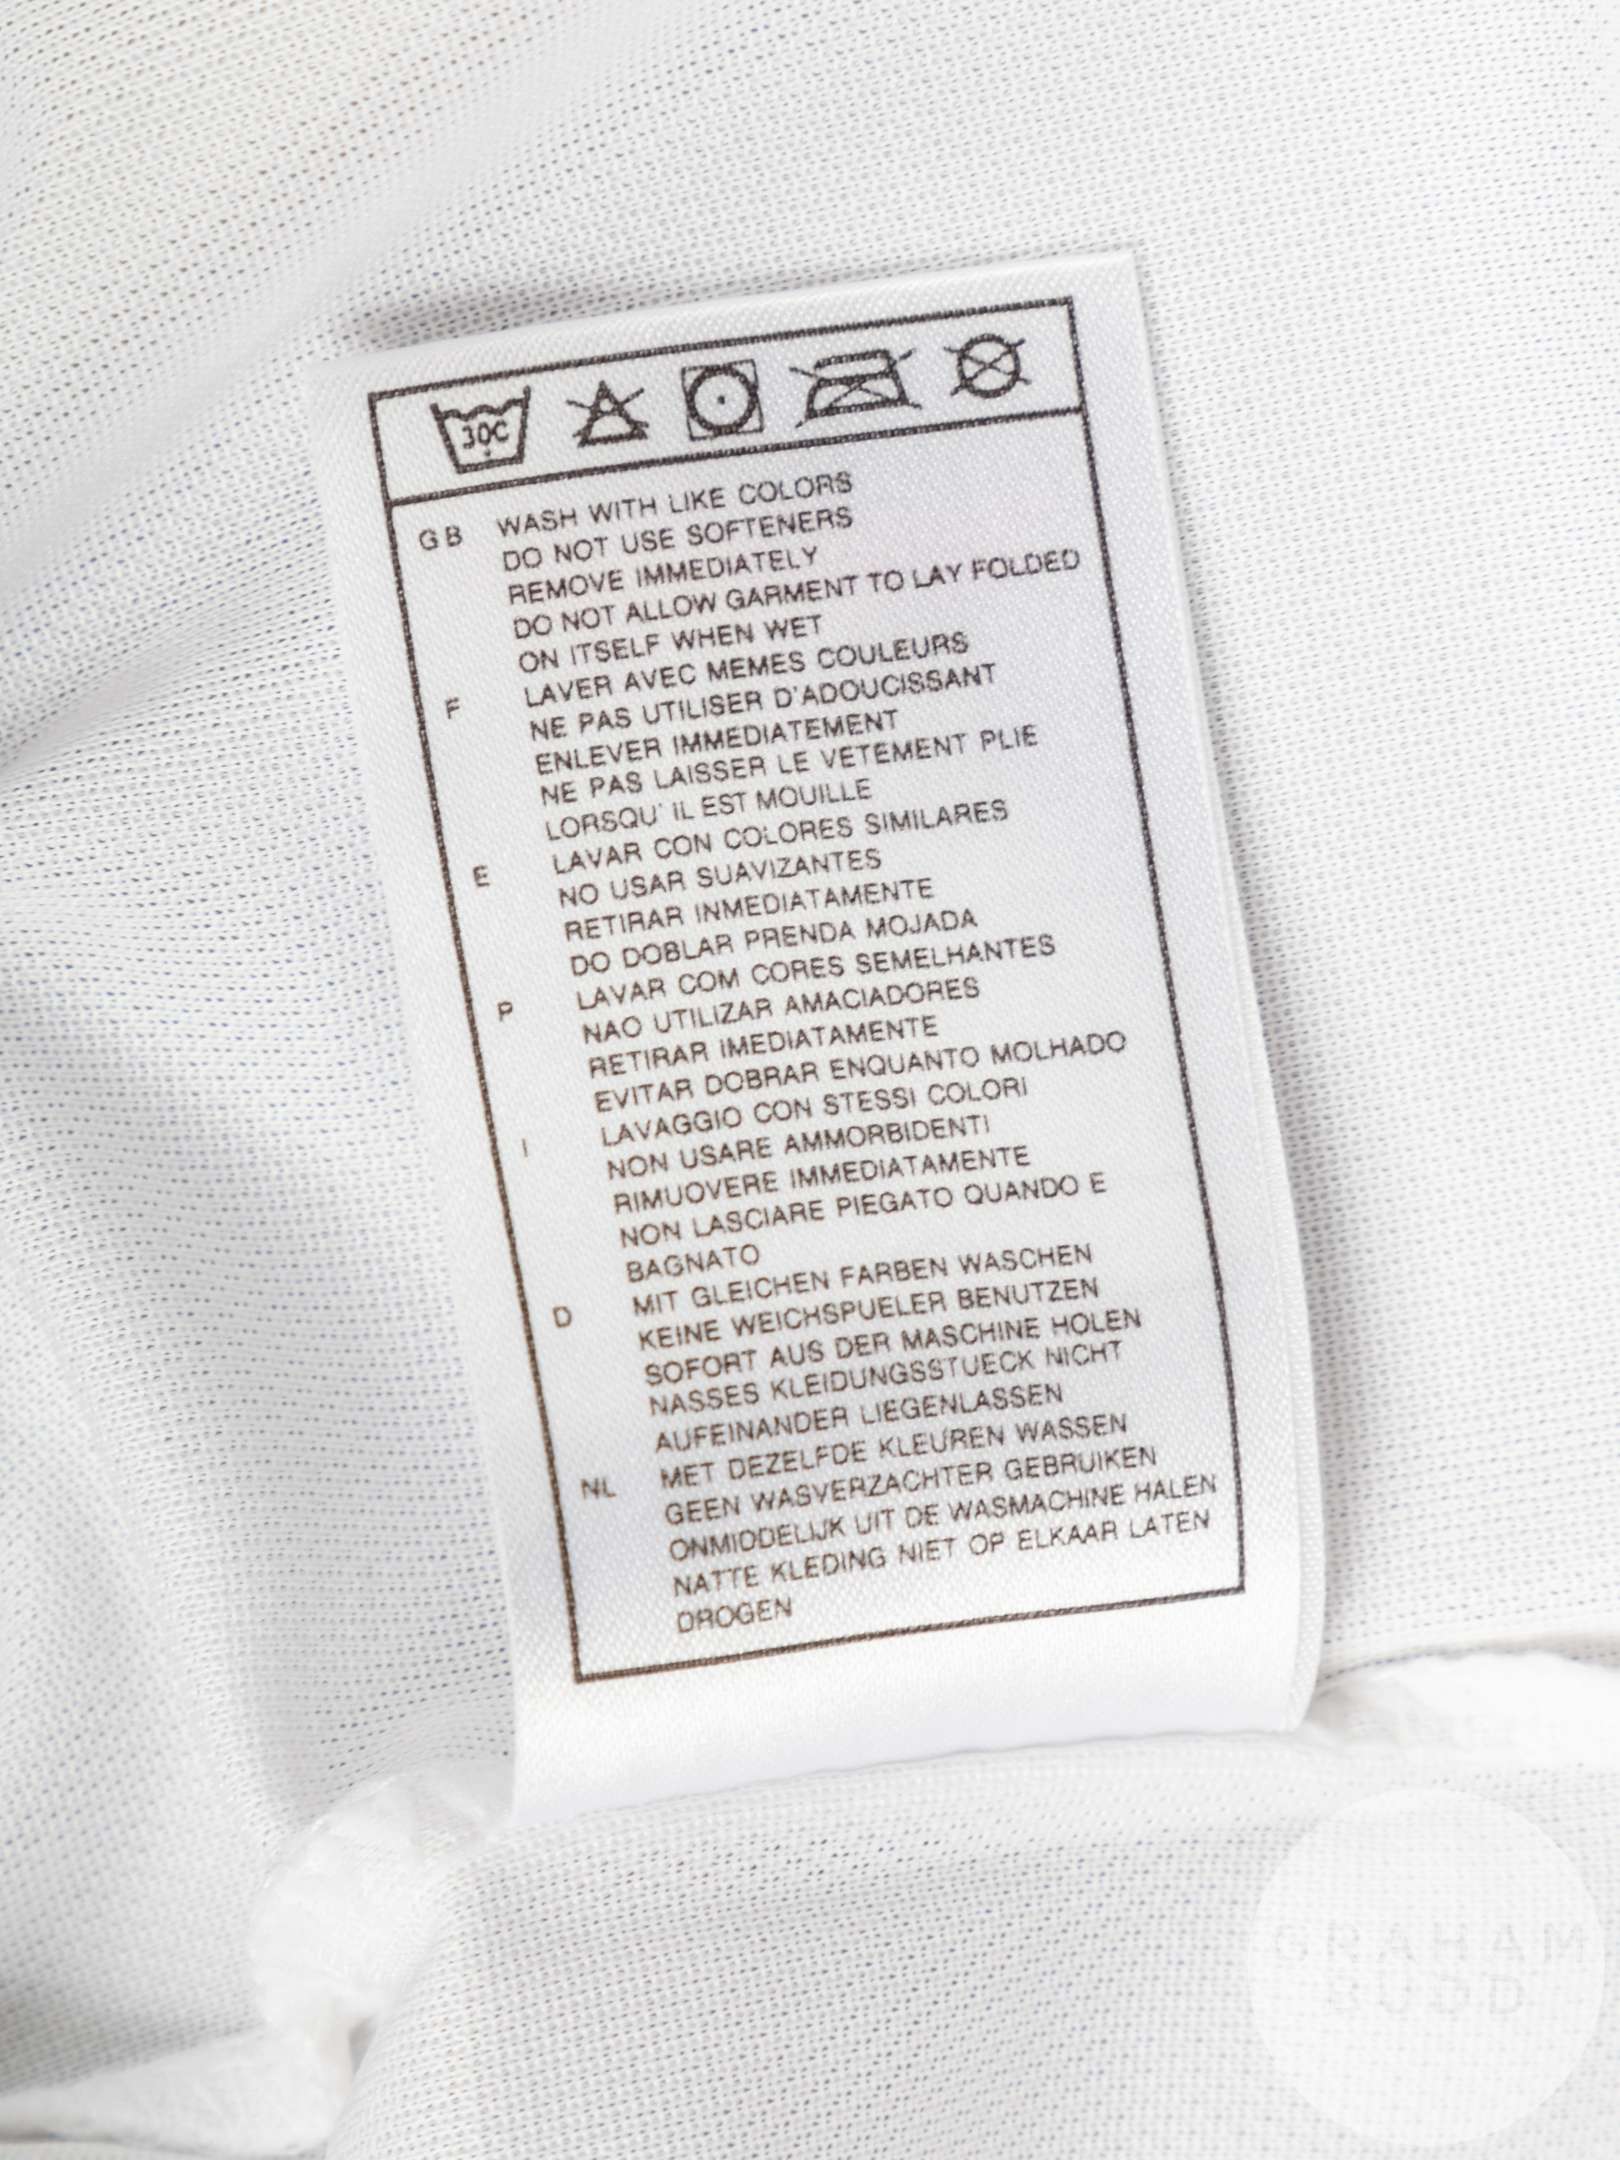 30C
GB WASH WITH LIKE COLORS
DO NOT USE SOFTENERS
REMOVE IMMEDIATELY
DO NOT ALLOW GARMENT TO LAY FOLDED
ON ITSELF WHEN WET
F LAVER AVEC MEMES COULEURS
NE PAS UTILISER D'ADOUCISSANT
ENLEVER IMMEDIATEMENT
NE PAS LAISSER LE VETEMENT PLIE
LORSQU' IL EST MOUILLE
E LAVAR CON COLORES SIMILARES
NO USAR SUAVIZANTES
RETIRAR INMEDIATAMENTE
DO DOBLAR PRENDA MOJADA
P LAVAR COM CORES SEMELHANTES
NAO UTILIZAR AMACIADORES
RETIRAR IMEDIATAMENTE
EVITAR DOBRAR ENQUANTO MOLHADO
I LAVAGGIO CON STESSI COLORI
NON USARE AMMORBIDENTI
RIMUOVERE IMMEDIATAMENTE
NON LASCIARE PIEGATO QUANDO E
BAGNATO
D MIT GLEICHEN FARBEN WASCHEN
KEINE WEICHSPUELER BENUTZEN
SOFORT AUS DER MASCHINE HOLEN
NASSES KLEIDUNGSSTUECK NICHT
AUFEINANDER LIEGENLASSEN
NL MET DEZELFDE KLEUREN WASSEN
GEEN WASVERZACHTER GEBRUIKEN
ONMIDDELIJK UIT DE WASMACHINE HALEN
NATTE KLEDING NIET OP ELKAAR LATEN
DROGEN
GRAHAM
BUDD